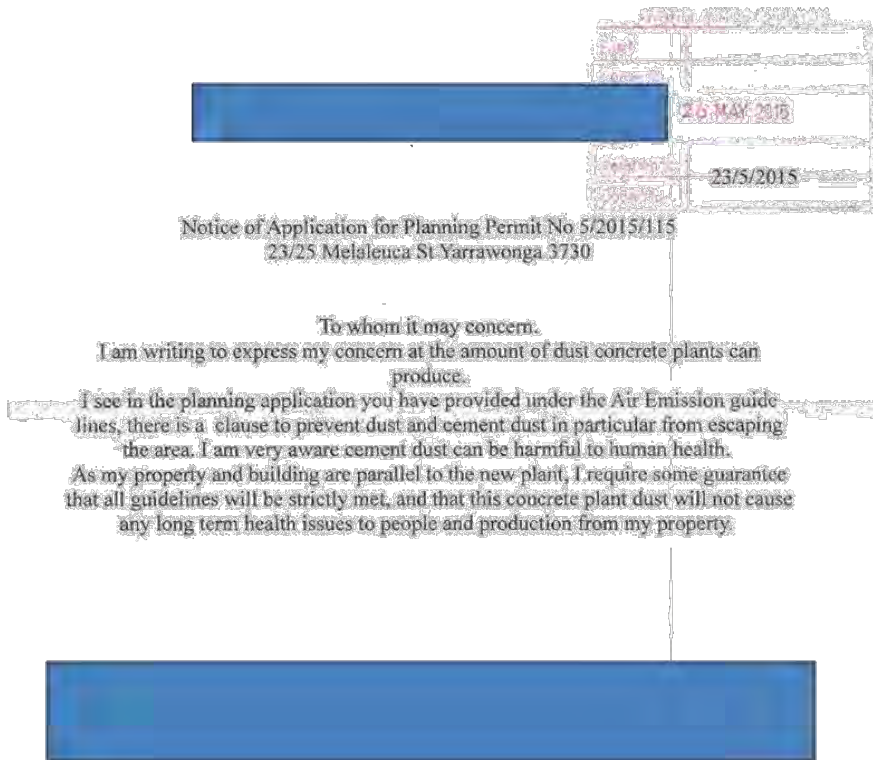 26 MAY 2015
23/5/2015
Notice of Application for Planning Permit No 5/2015/115
23/25 Melaleuca St Yarrawonga 3730
To whom it may concern.
I am writing to express my concern at the amount of dust concrete plants can
produce.
I see in the planning application you have provided under the Air Emission guide
lines, there is a clause to prevent dust and cement dust in particular from escaping
the area. I am very aware cement dust can be harmful to human health.
As my property and building are parallel to the new plant, I require some guarantee
that all guidelines will be strictly met, and that this concrete plant dust will not cause
any long term health issues to people and production from my property.